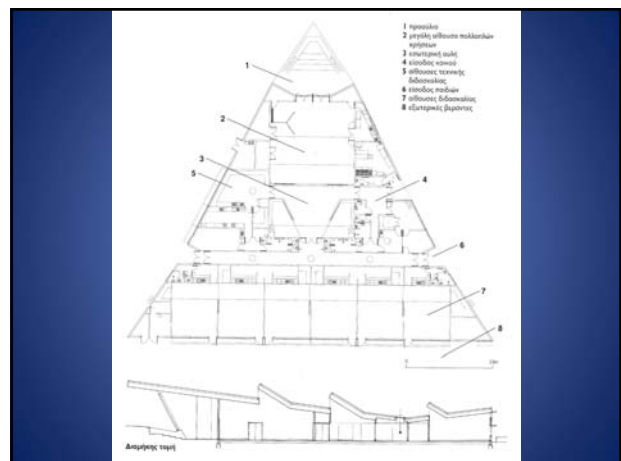 1 προαύλιο
2 μεγάλη αίθουσα πολλαπλών
χρήσεων
3 εσωτερική αυλή
4 είσοδος κοινού
5 αίθουσες τεχνικής
διδασκαλίας
6 είσοδος παιδιών
7 αίθουσες διδασκαλίας
8 εξωτερικές βεράντες
1
2
3
4
5
6
7
8
0
Διαμήκης τομή